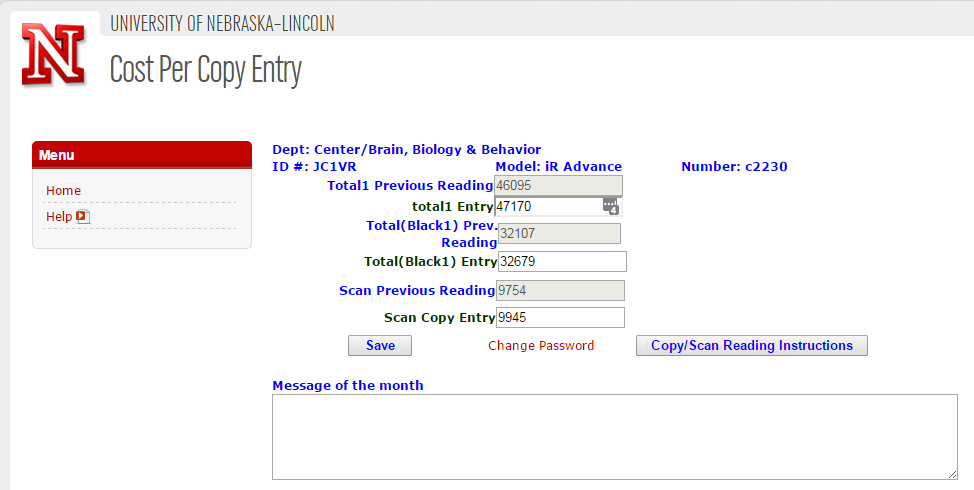 UNIVERSITY OF NEBRASKA–LINCOLN
N
Cost Per Copy Entry
Menu
Home
Help
Dept: Center/Brain, Biology & Behavior
ID #: JC1VR Model: iR Advance Number: c2230
Total1 Previous Reading 46095
total1 Entry 47170
4
Total(Black1) Prev.
Reading 32107
Total(Black1) Entry 32679
Scan Previous Reading 9754
Scan Copy Entry 9945
Save Change Password Copy/Scan Reading Instructions
Message of the month